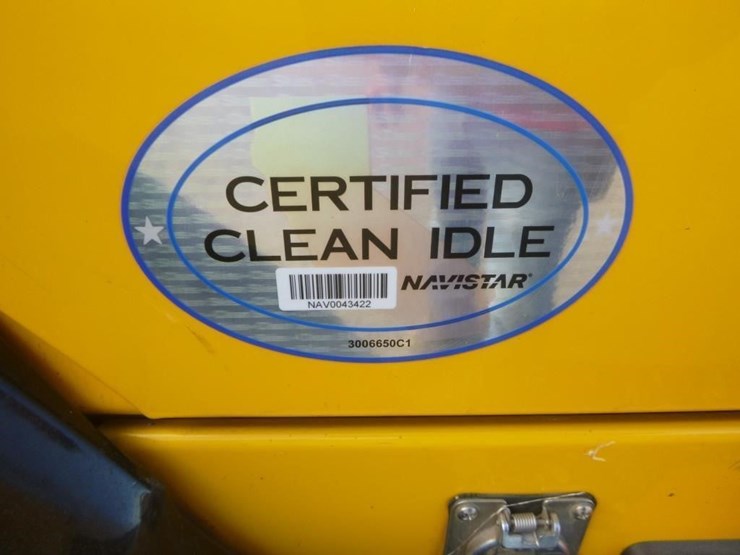 CERTIFIED
CLEAN IDLE
NAVISTAR®
NAV0043422
3006650C1